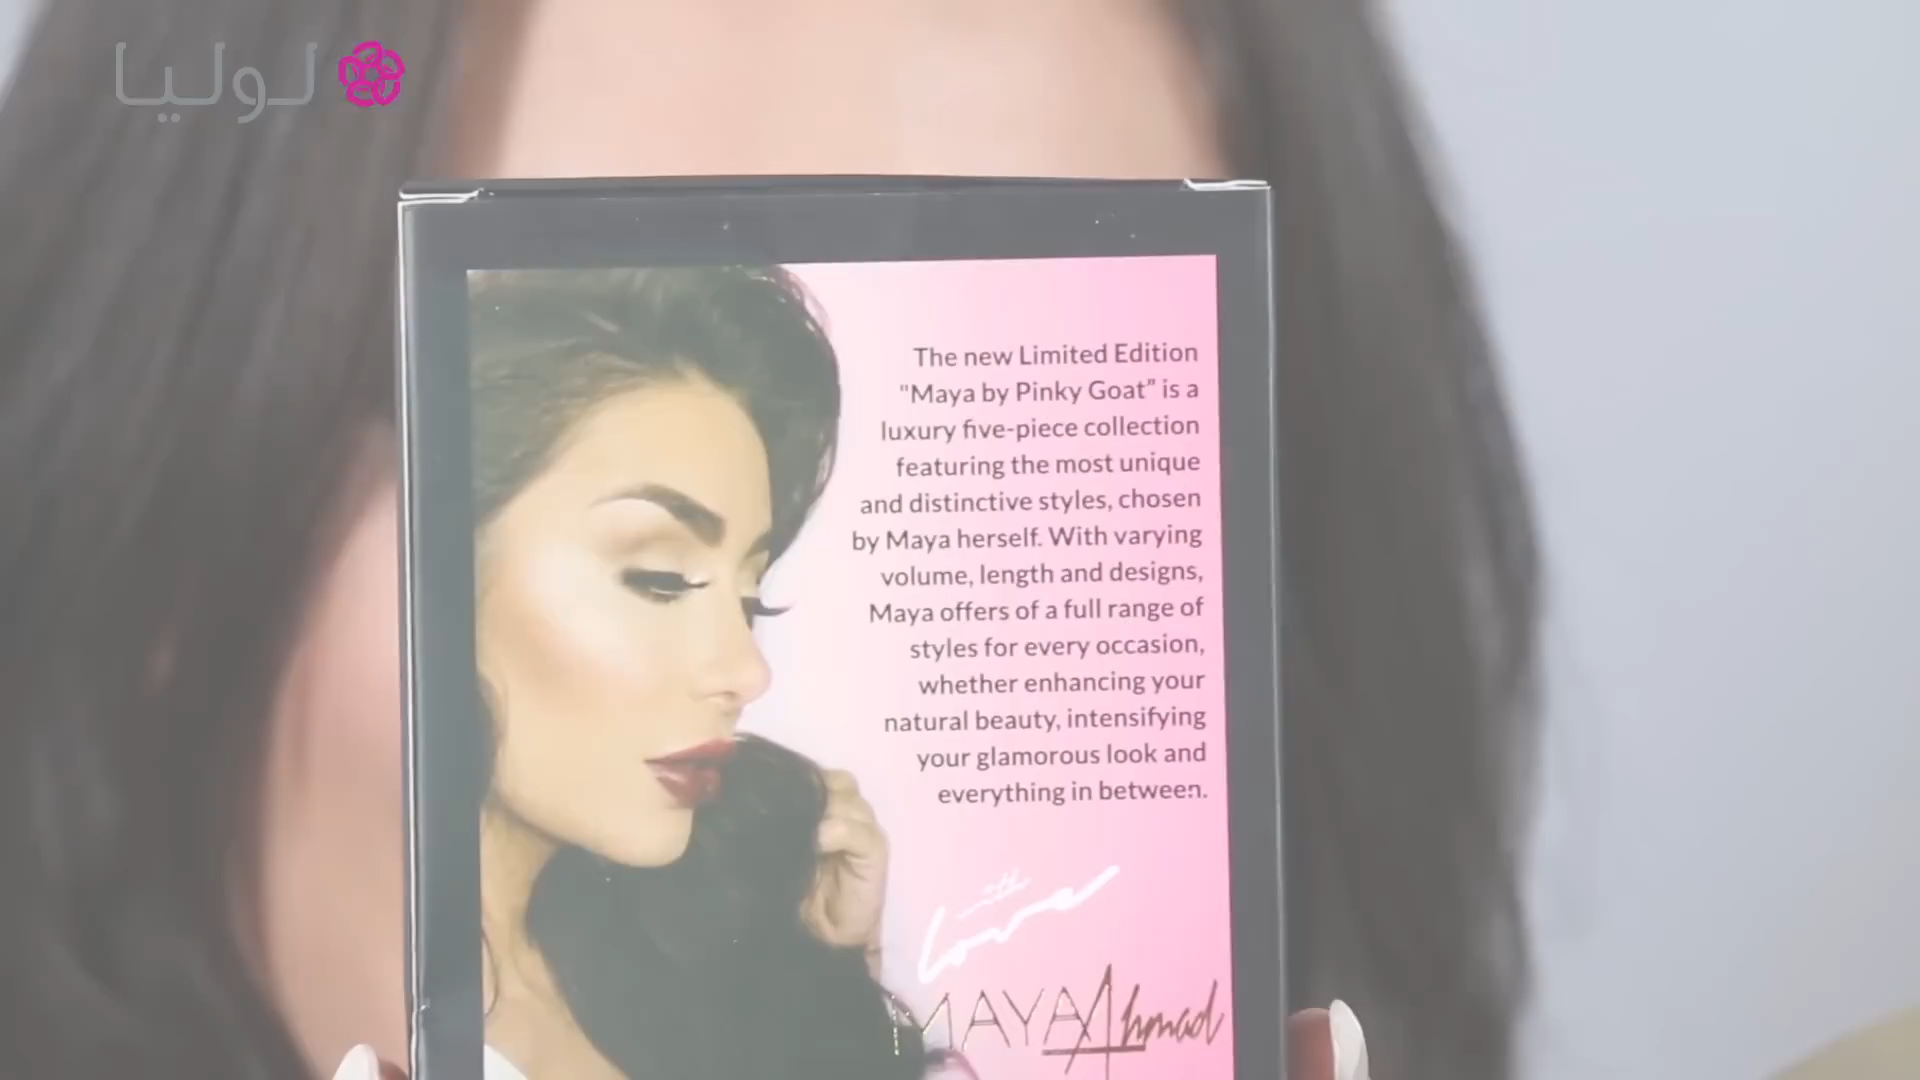 لوليا
The new Limited Edition
"Maya by Pinky Goat” is a
luxury five-piece collection
featuring the most unique
and distinctive styles, chosen
by Maya herself. With varying
volume, length and designs,
Maya offers of a full range of
styles for every occasion,
whether enhancing your
natural beauty, intensifying
your glamorous look and
everything in between.
with
Love
MAYA Ahmad